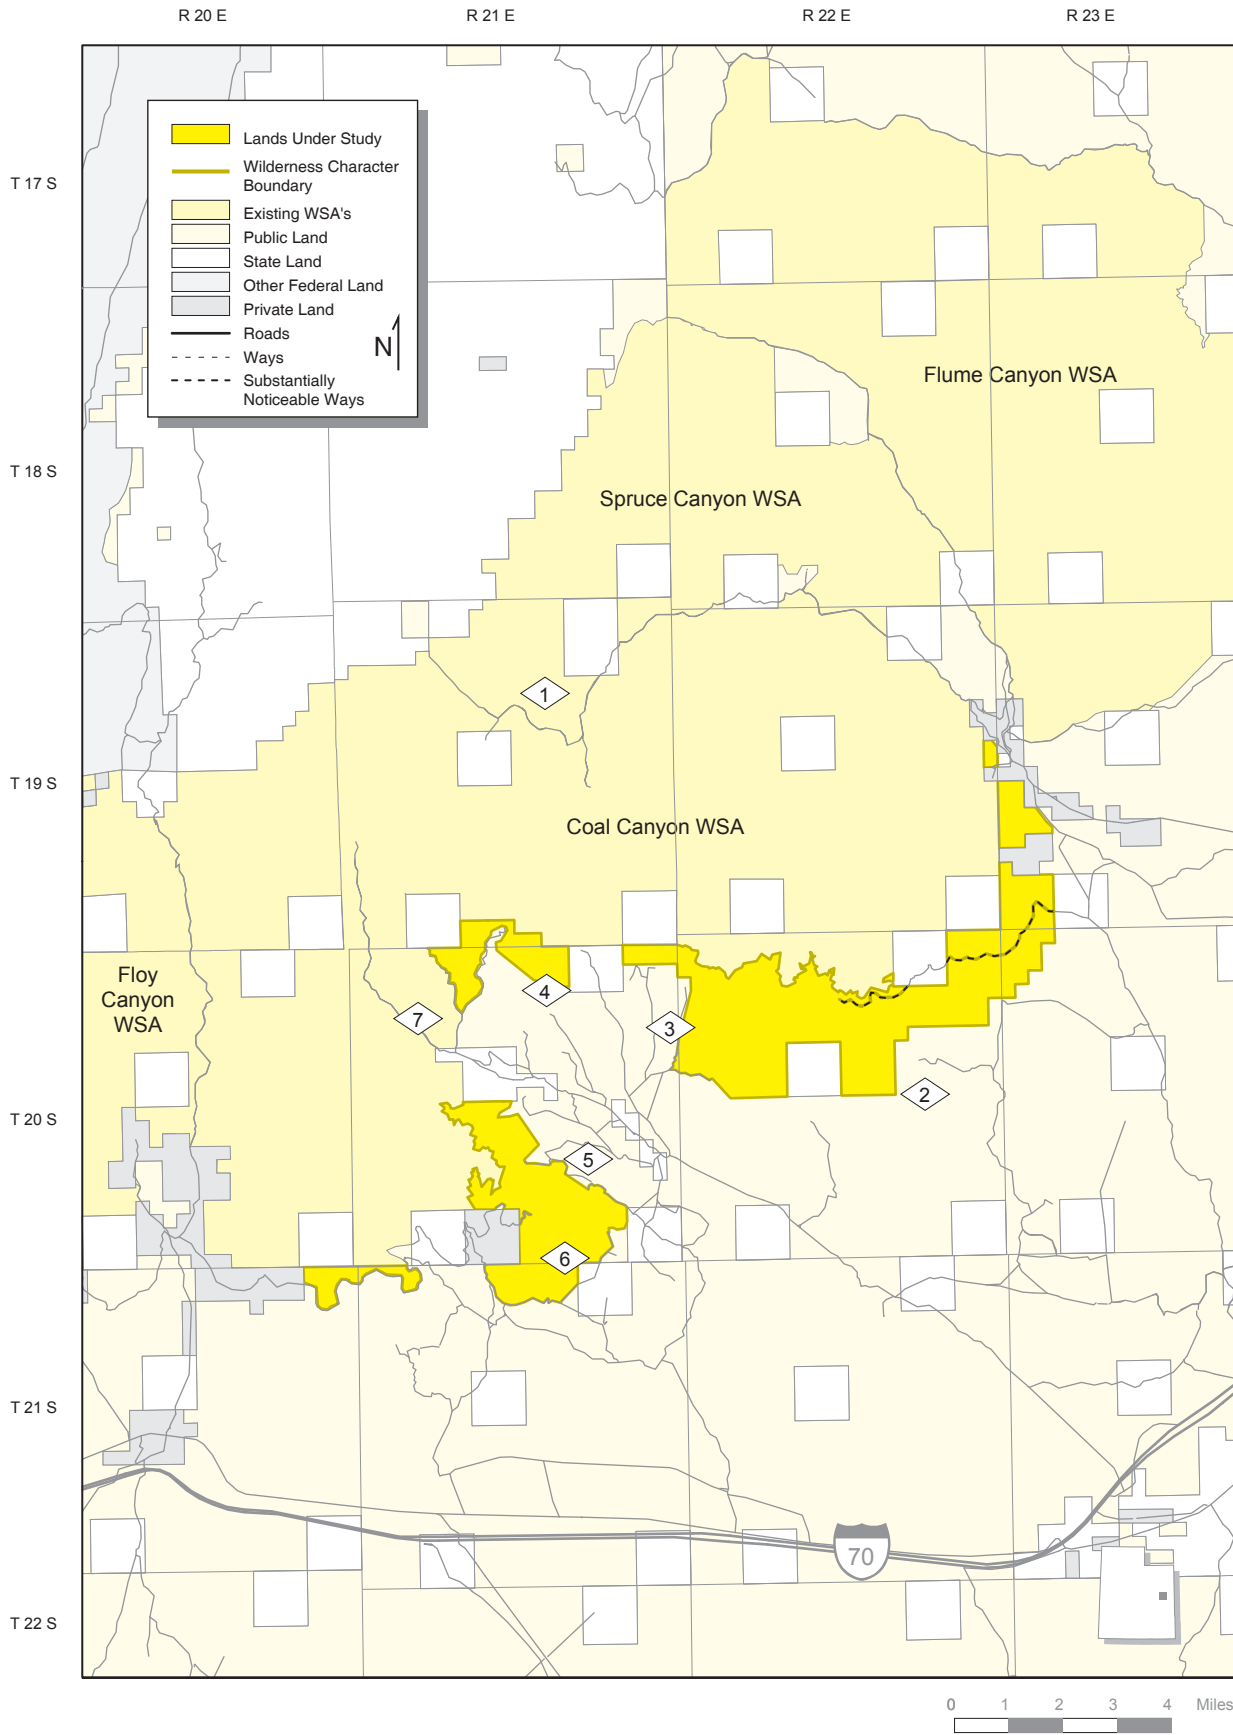 R 20 E
R 21 E
R 22 E
R 23 E
T 17 S
T 18 S
T 19 S
T 20 S
T 21 S
T 22 S
Lands Under Study
Wilderness Character
Boundary
Existing WSA's
Public Land
State Land
Other Federal Land
Private Land
Roads
Ways
Substantially
Noticeable Ways
N
Flume Canyon WSA
Spruce Canyon WSA
1
Coal Canyon WSA
Floy
Canyon
WSA
4
7
3
2
5
6
70
0 1 2 3 4 Miles